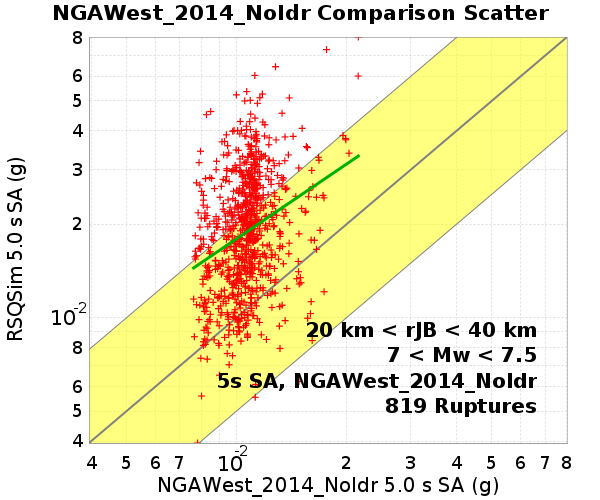 NGAWest_2014_NoIdr Comparison Scatter
8
6
5
4
3
2
10⁻²
8
6
5
4
RSQSim 5.0 s SA (g)
20 km < rJB < 40 km
7 < Mw < 7.5
5s SA, NGAWest_2014_NoIdr
819 Ruptures
4 5 6 7 10⁻² 2 3 4 5 6 7 8
NGAWest_2014_NoIdr 5.0 s SA (g)